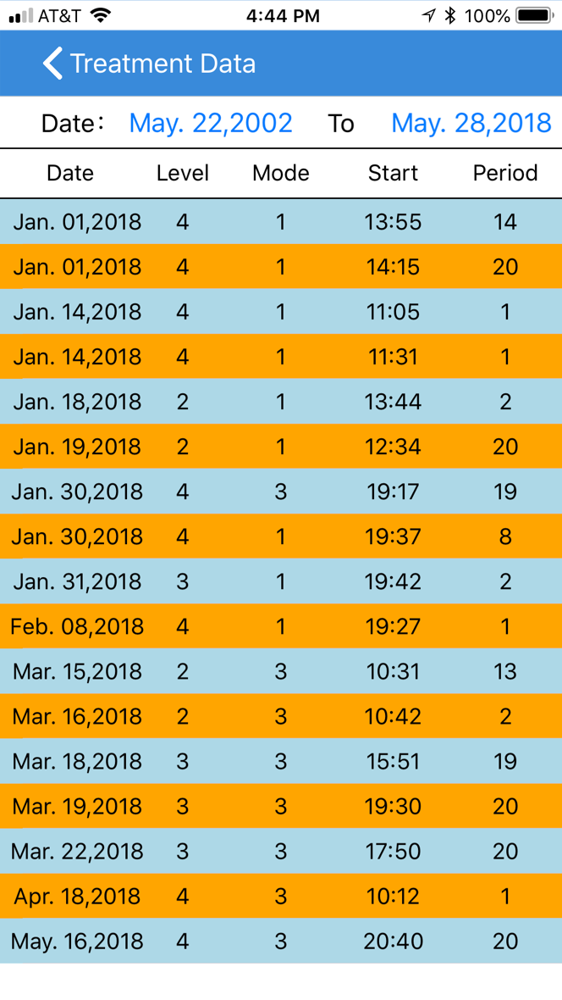 AT&T 4:44 PM 100%
Treatment Data
Date: May. 22,2002 To May. 28,2018
Date Level Mode Start Period
Jan. 01,2018 4 1 13:55 14
Jan. 01,2018 4 1 14:15 20
Jan. 14,2018 4 1 11:05 1
Jan. 14,2018 4 1 11:31 1
Jan. 18,2018 2 1 13:44 2
Jan. 19,2018 2 1 12:34 20
Jan. 30,2018 4 3 19:17 19
Jan. 30,2018 4 1 19:37 8
Jan. 31,2018 3 1 19:42 2
Feb. 08,2018 4 1 19:27 1
Mar. 15,2018 2 3 10:31 13
Mar. 16,2018 2 3 10:42 2
Mar. 18,2018 3 3 15:51 19
Mar. 19,2018 3 3 19:30 20
Mar. 22,2018 3 3 17:50 20
Apr. 18,2018 4 3 10:12 1
May. 16,2018 4 3 20:40 20